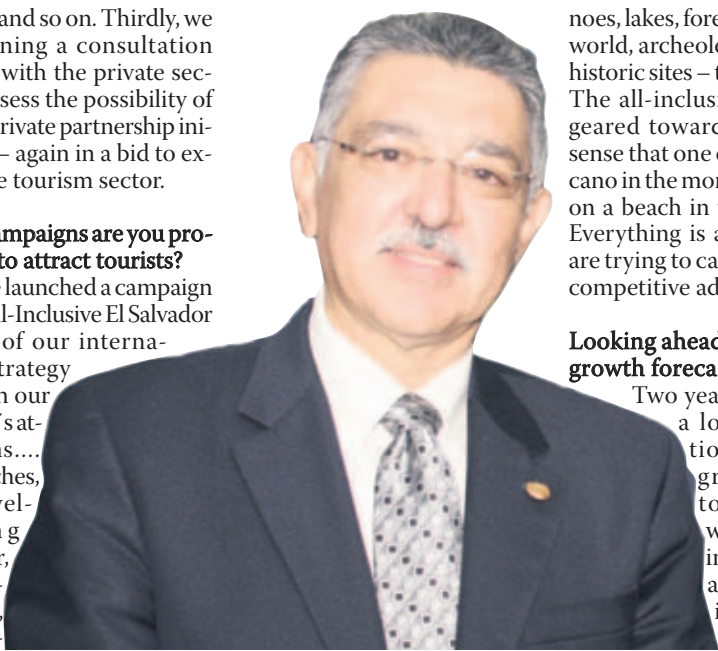 and so on. Thirdly, we
ning a consultation
with the private sec-
sess the possibility of
rivate partnership ini-
– again in a bid to ex-
e tourism sector.
mpaigns are you pro-
to attract tourists?
e launched a campaign
l-Inclusive El Salvador
of our interna-
trategy
n our
's at-
ns....
ches,
vel-
ng
r,
noes, lakes, fore
world, archeolo
historic sites – t
The all-inclusi
geared toward
sense that one c
cano in the mor
on a beach in t
Everything is a
are trying to ca
competitive ad
Looking ahead
growth foreca
Two yea
a lo
tio
gr
to
w
in
a
i